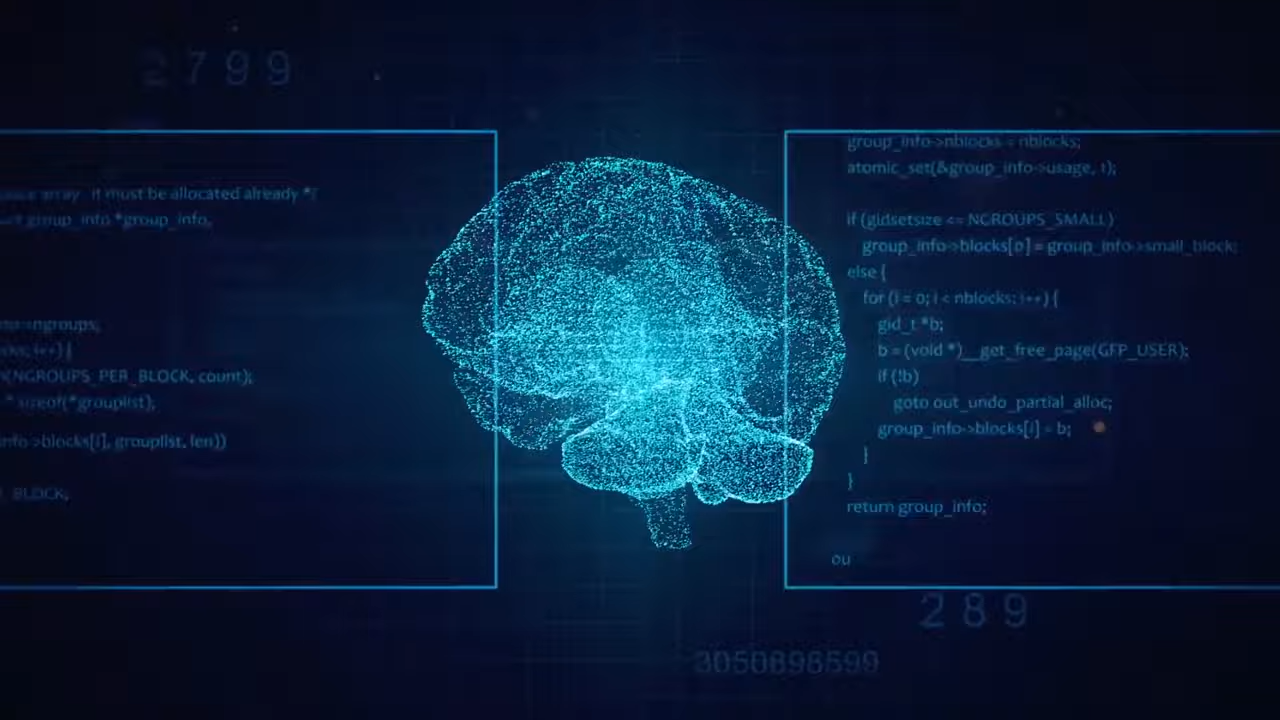 2799
it must be allocated already */
group_info *group_info,
ngroups;
i++) {
(NGROUPS_PER_BLOCK, count);
* sizeof(*grouplist);
info->blocks[i], grouplist, len))
BLOCK;
group_info->nblocks = nblocks;
atomic_set(&group_info->usage, 1);
if (gidsetsize <= NGROUPS_SMALL)
group_info->blocks[0] = group_info->small_block;
else {
for (i = 0; i < nblocks; i++) {
gid_t *b;
b = (void *)__get_free_page(GFP_USER);
if (!b)
goto out_undo_partial_alloc;
group_info->blocks[i] = b;
}
}
return group_info;
ou
289
3050898599